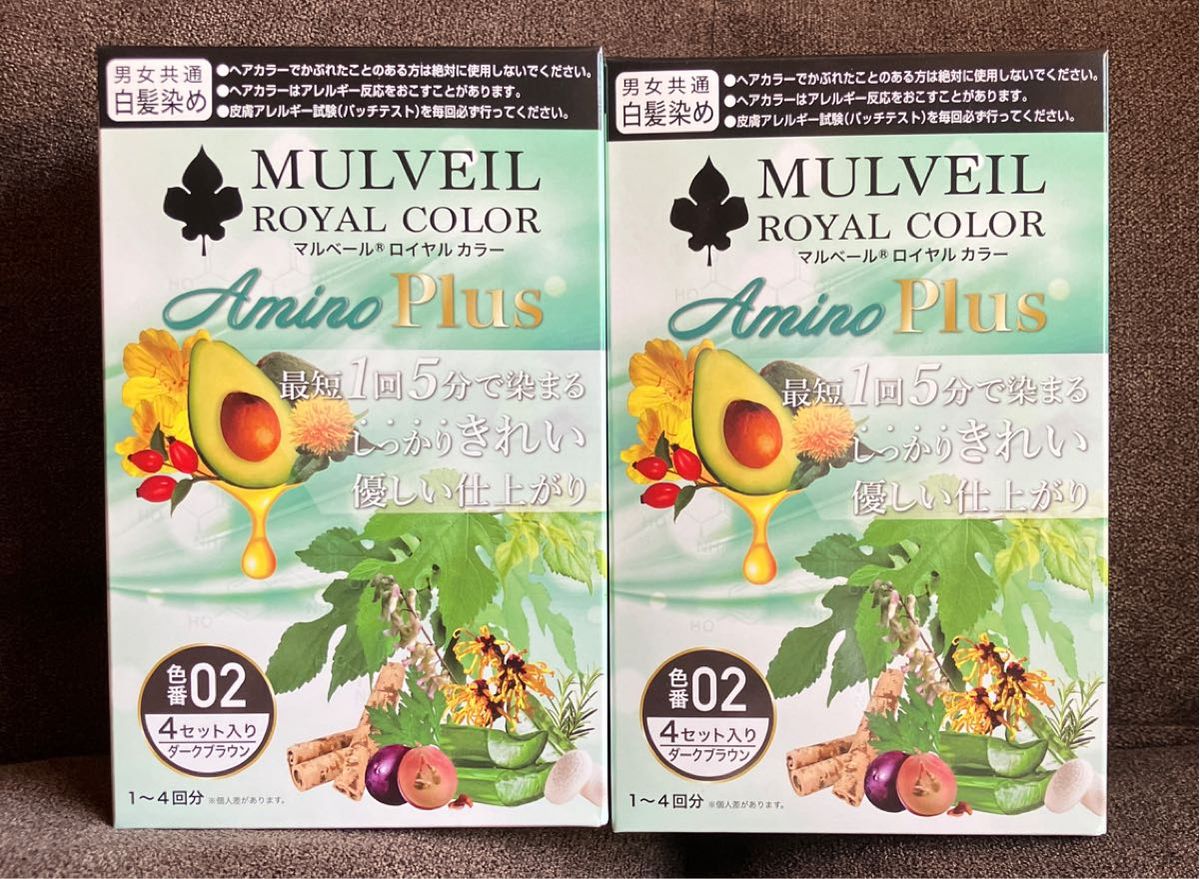 男女共通
白髪染め
●ヘアカラーでかぶれたことのある方は絶対に使用しないでください。
●ヘアカラーはアレルギー反応をおこすことがあります。
●皮膚アレルギー試験(パッチテスト)を毎回必ず行ってください。
MULVEIL
ROYAL COLOR
マルベール® ロイヤル カラー
Amino Plus
最短1回5分で染まる
しっかりきれい
優しい仕上がり
色番02
4セット入り
ダークブラウン
1〜4回分 ※個人差があります。
男女共通
白髪染め
●ヘアカラーでかぶれたことのある方は絶対に使用しないでください。
●ヘアカラーはアレルギー反応をおこすことがあります。
●皮膚アレルギー試験(パッチテスト)を毎回必ず行ってください。
MULVEIL
ROYAL COLOR
マルベール® ロイヤル カラー
Amino Plus
最短1回5分で染まる
しっかりきれい
優しい仕上がり
色番02
4セット入り
ダークブラウン
1〜4回分 ※個人差があります。